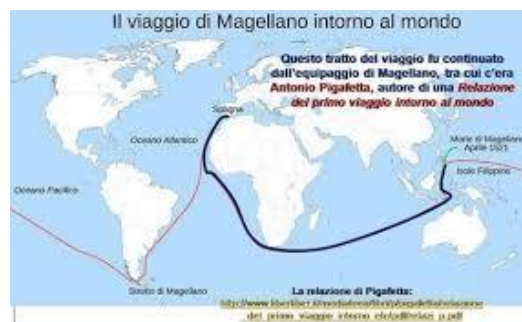 Il viaggio di Magellano intorno al mondo
Questo tratto del viaggio fu continuato
dall'equipaggio di Magellano, tra cui c'era
Antonio Pigafetta, autore di una Relazione
del primo viaggio intorno al mondo
Spagna
Oceano Atlantico
Morte di Magellano
Aprile 1521
Isole Filippine
Oceano Pacifico
Stretto di Magellano
La relazione di Pigafetta: